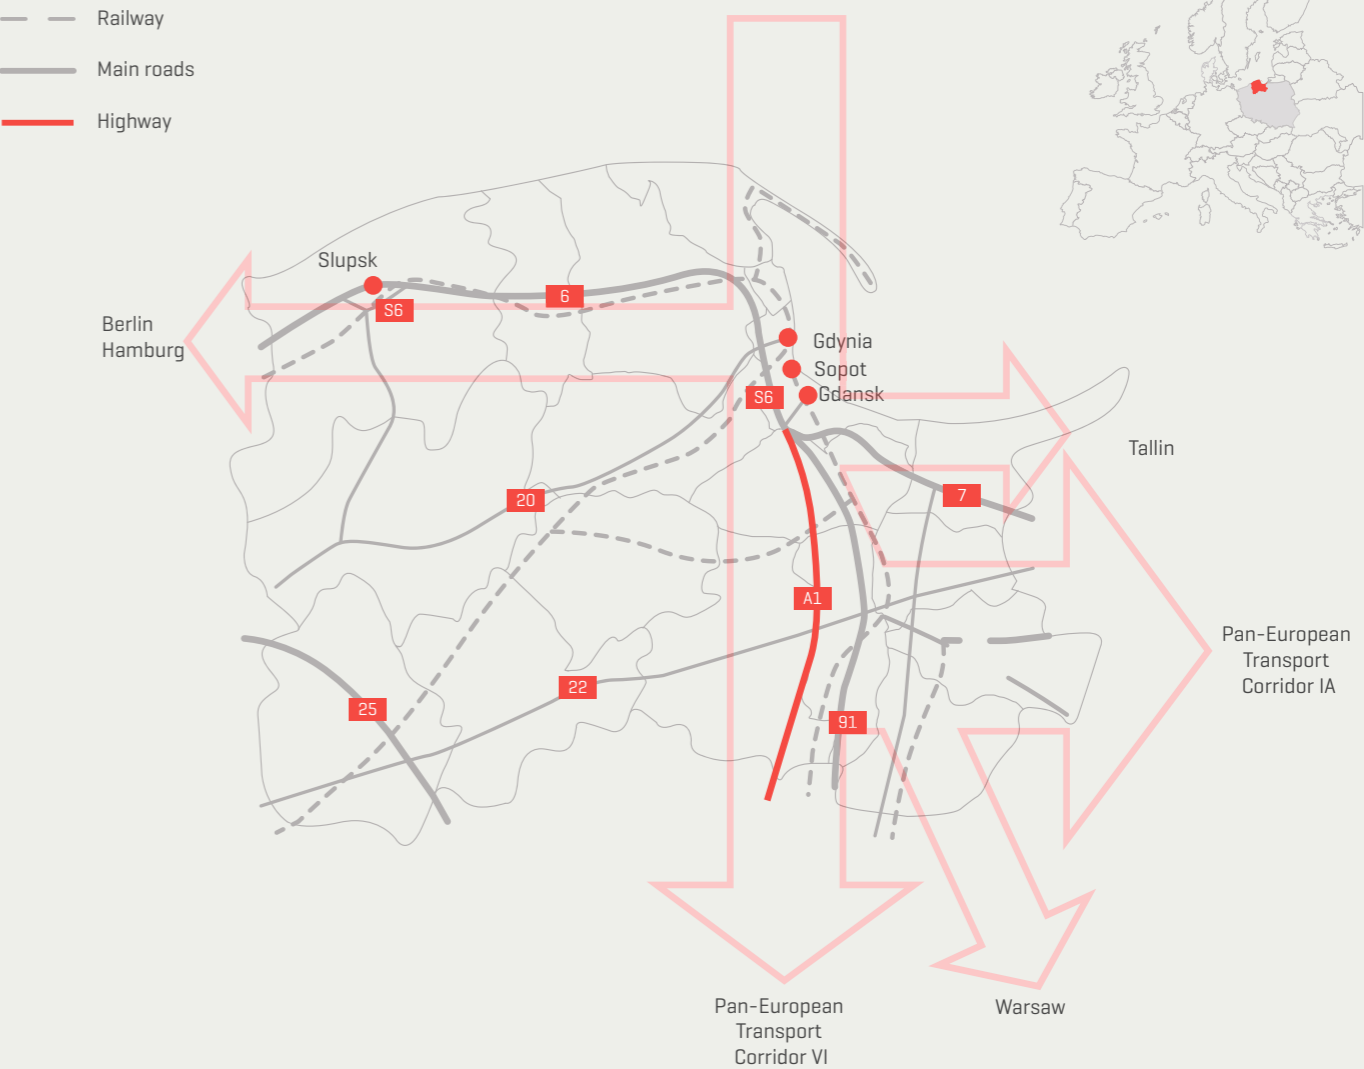 Railway
Main roads
Highway
Slupsk
S6
6
Berlin
Hamburg
Gdynia
Sopot
Gdansk
S6
Tallin
20
7
A1
Pan-European
Transport
Corridor IA
22
25
91
Pan-European
Transport
Corridor VI
Warsaw